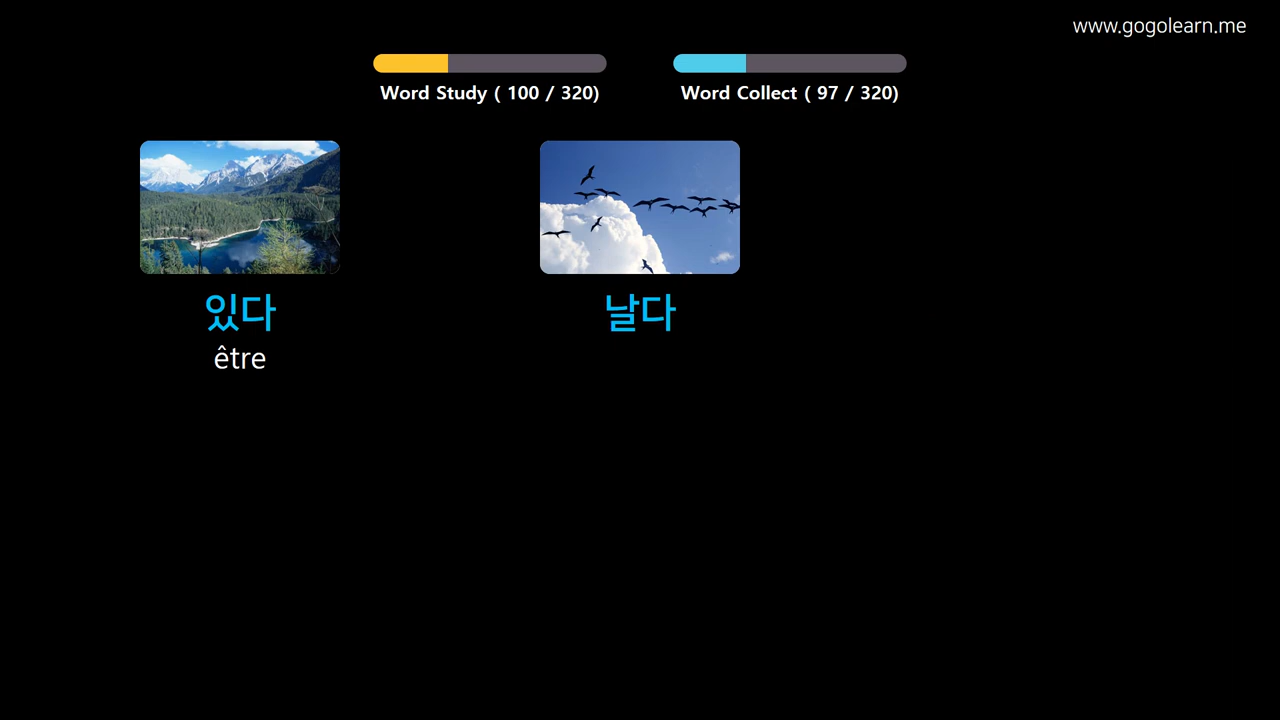 www.gogolearn.me
Word Study ( 100 / 320)
Word Collect ( 97 / 320)
있다
être
날다